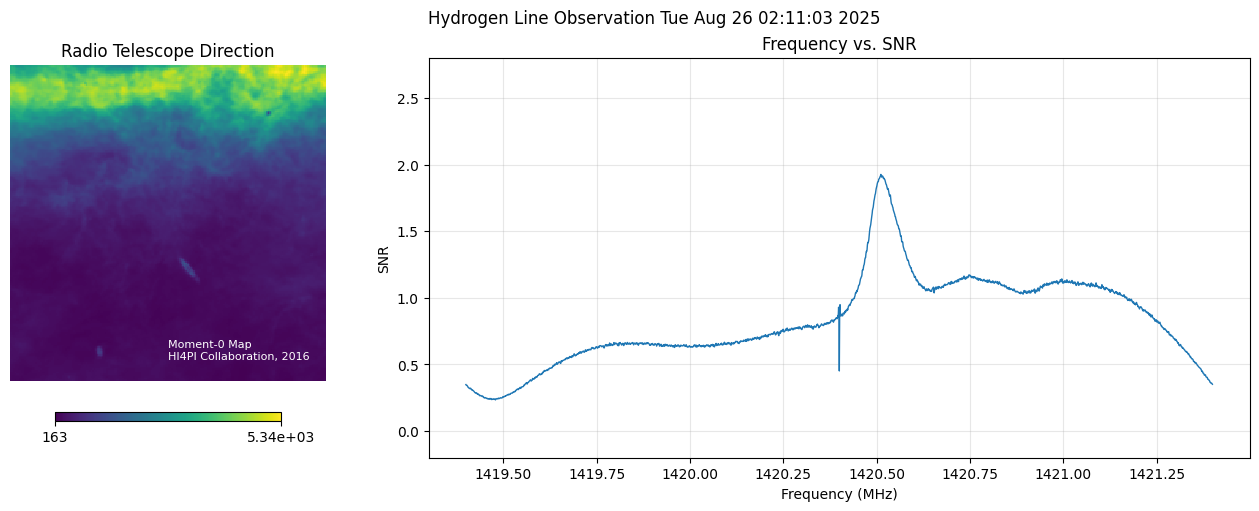 Hydrogen Line Observation Tue Aug 26 02:11:03 2025
Radio Telescope Direction
Moment-0 Map
HI4PI Collaboration, 2016
163 5.34e+03
Frequency vs. SNR
SNR
2.5
2.0
1.5
1.0
0.5
0.0
1419.50 1419.75 1420.00 1420.25 1420.50 1420.75 1421.00 1421.25
Frequency (MHz)